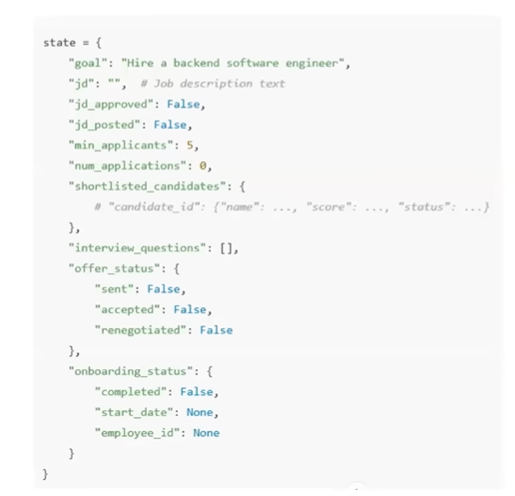 state = {
    "goal": "Hire a backend software engineer",
    "jd": "",  # Job description text
    "jd_approved": False,
    "jd_posted": False,
    "min_applicants": 5,
    "num_applications": 0,
    "shortlisted_candidates": {
        # "candidate_id": {"name": ..., "score": ..., "status": ...}
    },
    "interview_questions": [],
    "offer_status": {
        "sent": False,
        "accepted": False,
        "renegotiated": False
    },
    "onboarding_status": {
        "completed": False,
        "start_date": None,
        "employee_id": None
    }
}